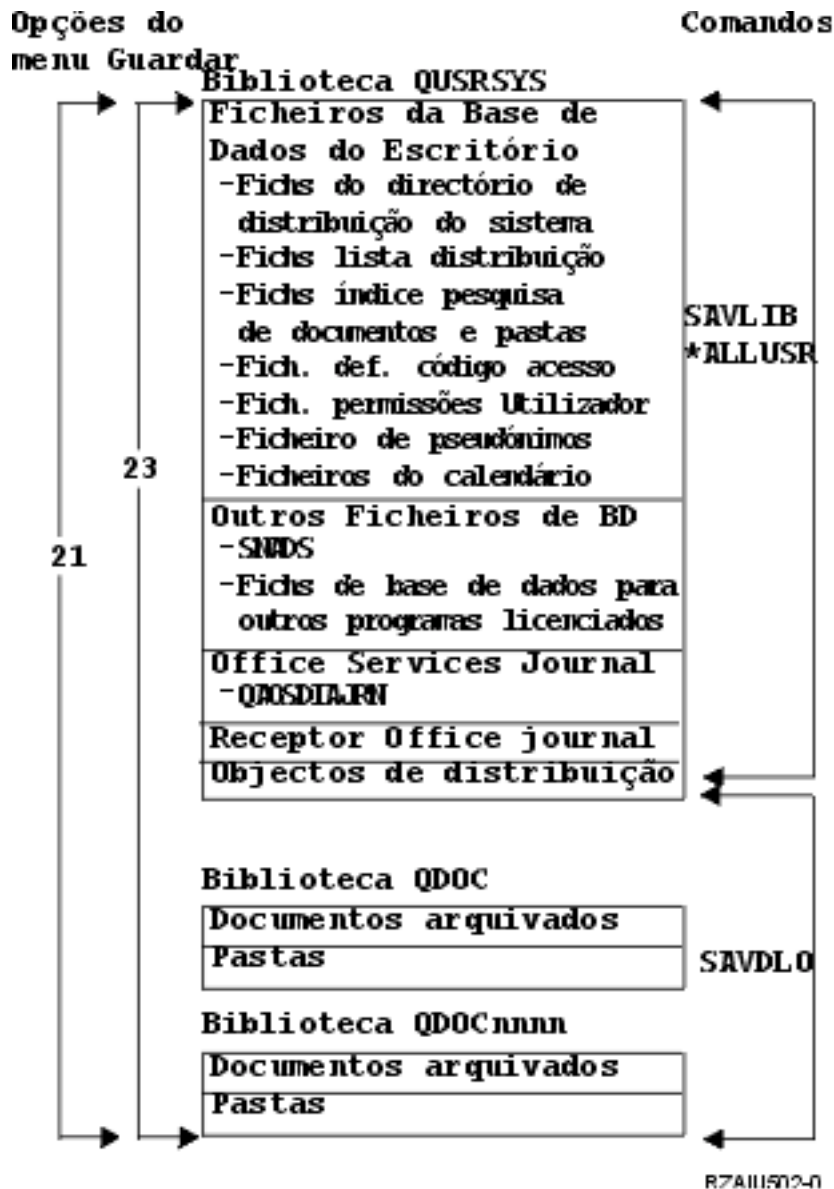 Opções do
menu Guardar
Comandos
Biblioteca QUSRSYS
Ficheiros da Base de
Dados do Escritório
-Fichs do directório de
distribuição do sistema
-Fichs lista distribuição
-Fichs índice pesquisa
de documentos e pastas
-Fich. def. código acesso
-Fich. permissões Utilizador
-Ficheiro de pseudónimos
-Ficheiros do calendário
SAVLIB
*ALLUSR
23
21
Outros Ficheiros de BD
-SNADS
-Fichs de base de dados para
outros programas licenciados
Office Services Journal
-QAOSDIAJRN
Receptor Office journal
Objectos de distribuição
Biblioteca QDOC
Documentos arquivados
Pastas
SAVDLO
Biblioteca QDOCnnnn
Documentos arquivados
Pastas
RZAIU502-0